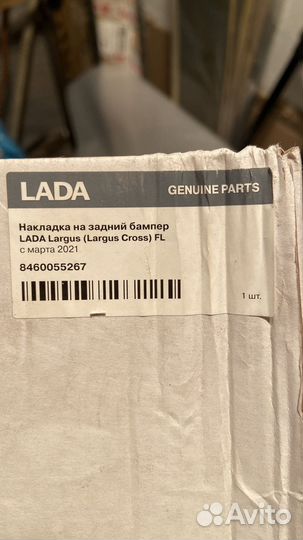 LADA
GENUINE PARTS
Накладка на задний бампер
LADA Largus (Largus Cross) FL
с марта 2021
8460055267
1 шт.
Avito